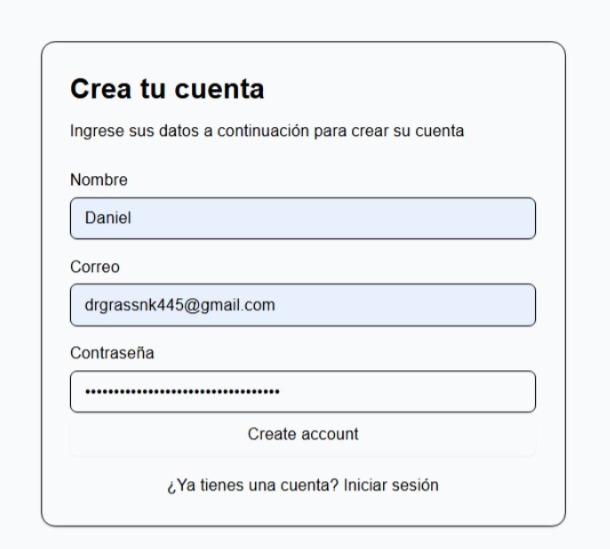 Crea tu cuenta
Ingrese sus datos a continuación para crear su cuenta
Nombre
Daniel
Correo
drgrassnk445@gmail.com
Contraseña
••••••••••••••••••••••••••••••••••
Create account
¿Ya tienes una cuenta? Iniciar sesión